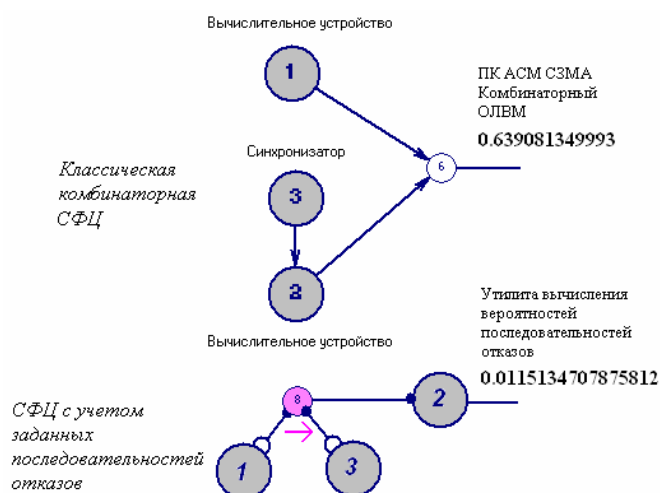 Вычислительное устройство
1
ПК АСМ СЗМА
Комбинаторный
ОЛВМ
0.639081349993
6
Синхронизатор
Классическая
комбинаторная
СФЦ
3
2
Вычислительное устройство
Утилита вычисления
вероятностей
последовательностей
отказов
0.0115134707875812
8
2
СФЦ с учетом
заданных
последовательностей
отказов
1
3